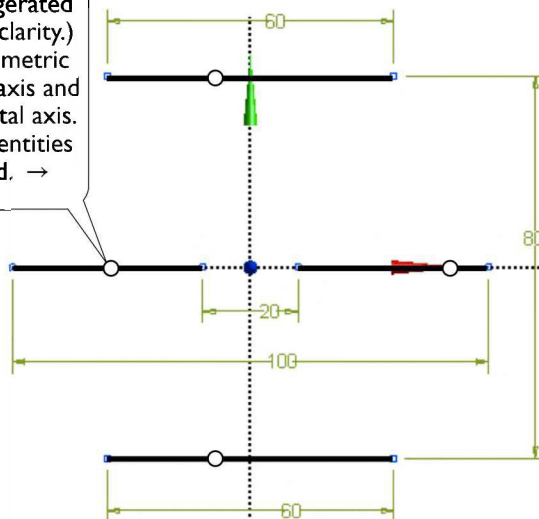 gerated
clarity.)
metric
axis and
tal axis.
entities
d. →
60
80
20
100
60